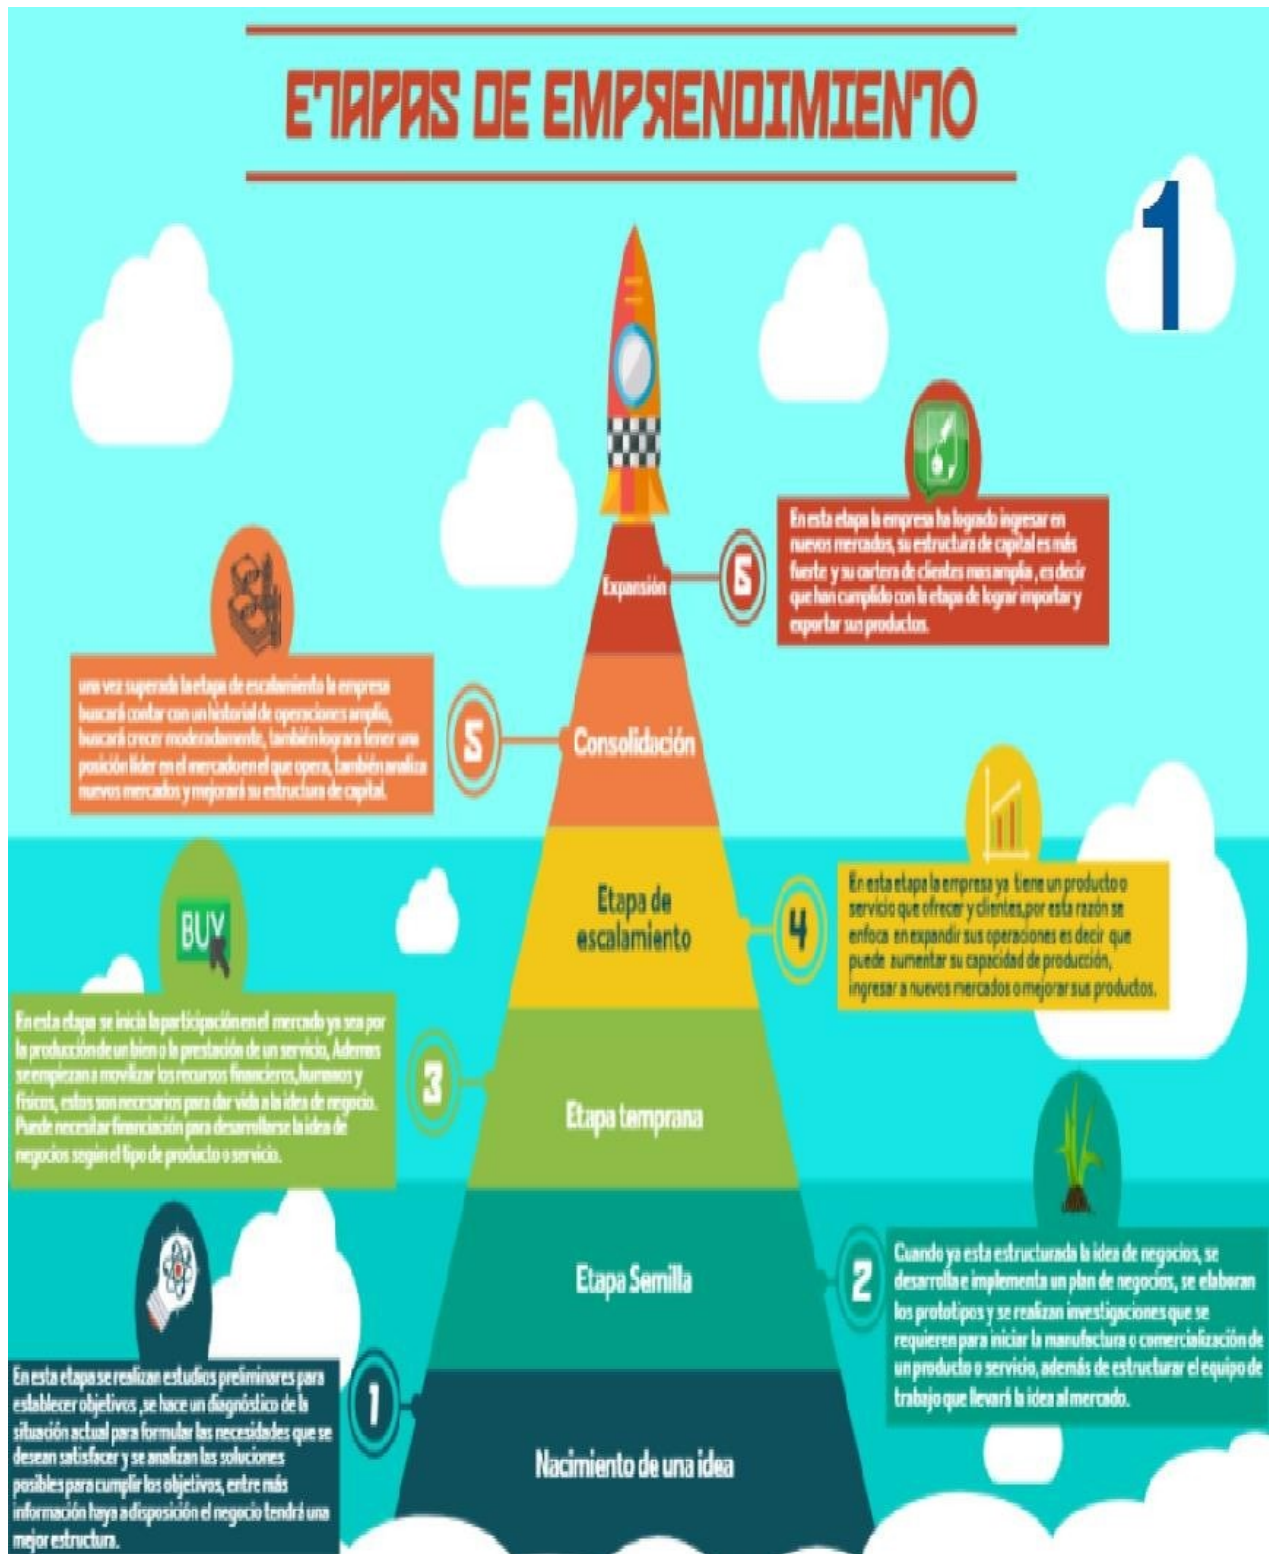 ETAPAS DE EMPRENDIMIENTO
1
Expansión
6
En esta etapa la empresa ha logrado ingresar en
nuevos mercados, su estructura de capital es más
fuerte y su cartera de clientes mas amplia , es decir
que han cumplido con la etapa de lograr importar y
exportar sus productos.
una vez superada la etapa de escalamiento la empresa
buscará contar con un historial de operaciones amplio,
buscará crecer moderadamente, también lograra tener una
posición líder en el mercado en el que opera, también analiza
nuevos mercados y mejorará su estructura de capital.
5
Consolidación
Etapa de
escalamiento
4
En esta etapa la empresa ya tiene un producto o
servicio que ofrecer y clientes,por esta razón se
enfoca en expandir sus operaciones es decir que
puede aumentar su capacidad de producción,
ingresar a nuevos mercados o mejorar sus productos.
BUY
En esta etapa se inicia la participación en el mercado ya sea por
la producción de un bien o la prestación de un servicio, Ademas
se empiezan a movilizar los recursos financieros, humanos y
físicos, estos son necesarios para dar vida a la idea de negocio.
Puede necesitar financiación para desarrollarse la idea de
negocios según el tipo de producto o servicio.
3
Etapa temprana
Etapa Semilla
2
Cuando ya esta estructurada la idea de negocios, se
desarrolla e implementa un plan de negocios, se elaboran
los prototipos y se realizan investigaciones que se
requieren para iniciar la manufactura o comercialización de
un producto o servicio, además de estructurar el equipo de
trabajo que llevará la idea al mercado.
En esta etapa se realizan estudios preliminares para
establecer objetivos ,se hace un diagnóstico de la
situación actual para formular las necesidades que se
desean satisfacer y se analizan las soluciones
posibles para cumplir los objetivos, entre más
información haya a disposición el negocio tendrá una
mejor estructura.
1
Nacimiento de una idea